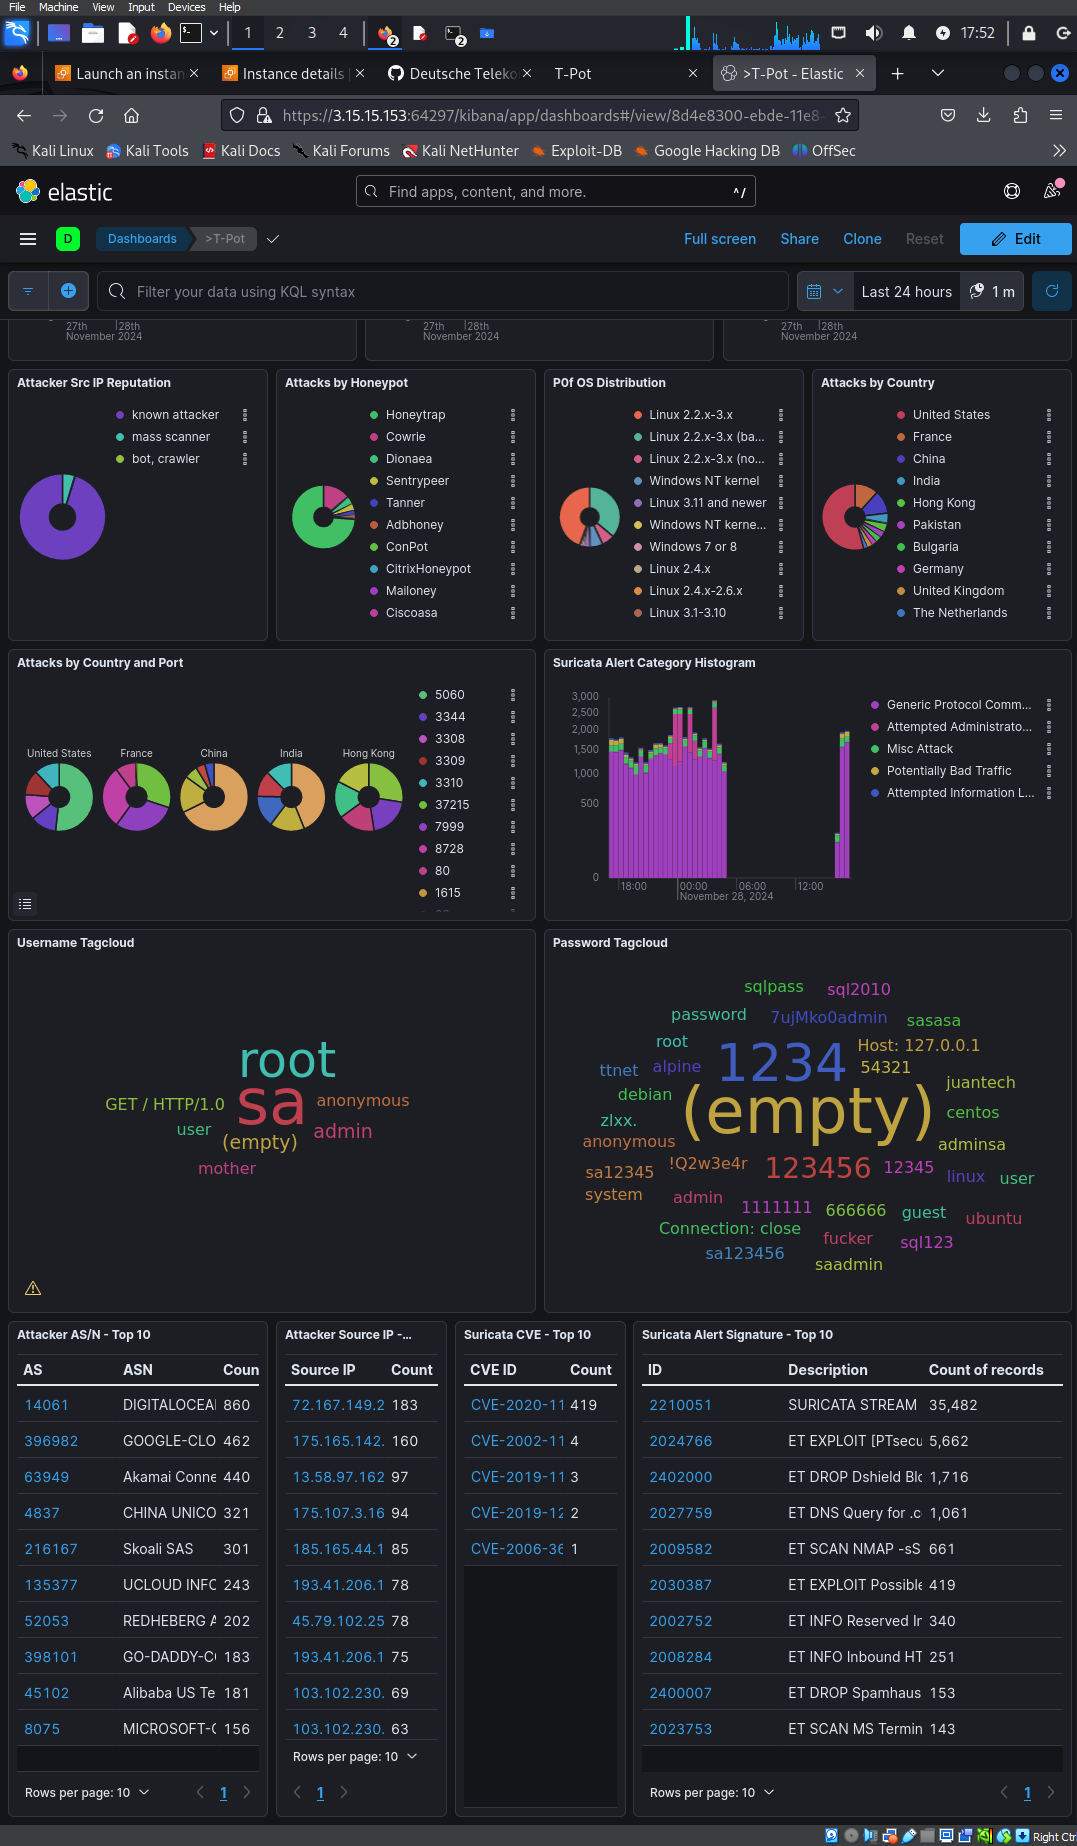 File Machine View Input Devices Help
1 2 3 4 2 2 17:52
Launch an instan Instance details Deutsche Teleko T-Pot >T-Pot - Elastic
https://3.15.15.153:64297/kibana/app/dashboards#/view/8d4e8300-ebde-11e8-
Kali Linux Kali Tools Kali Docs Kali Forums Kali NetHunter Exploit-DB Google Hacking DB OffSec
elastic Find apps, content, and more. ^/
D Dashboards >T-Pot Full screen Share Clone Reset Edit
Filter your data using KQL syntax Last 24 hours 1 m
27th 28th 27th 28th 27th 28th
November 2024 November 2024 November 2024
Attacker Src IP Reputation
known attacker
mass scanner
bot, crawler
Attacks by Honeypot
Honeytrap
Cowrie
Dionaea
Sentrypeer
Tanner
Adbhoney
ConPot
CitrixHoneypot
Mailoney
Ciscoasa
P0f OS Distribution
Linux 2.2.x-3.x
Linux 2.2.x-3.x (ba...
Linux 2.2.x-3.x (no...
Windows NT kernel
Linux 3.11 and newer
Windows NT kerne...
Windows 7 or 8
Linux 2.4.x
Linux 2.4.x-2.6.x
Linux 3.1-3.10
Attacks by Country
United States
France
China
India
Hong Kong
Pakistan
Bulgaria
Germany
United Kingdom
The Netherlands
Attacks by Country and Port
United States France China India Hong Kong
5060
3344
3308
3309
3310
37215
7999
8728
80
1615
Suricata Alert Category Histogram
3,000
2,500
2,000
1,500
1,000
500
0
18:00 00:00 06:00 12:00
November 28, 2024
Generic Protocol Comm...
Attempted Administrato...
Misc Attack
Potentially Bad Traffic
Attempted Information L...
Username Tagcloud
root
GET / HTTP/1.0 sa anonymous
user (empty) admin
mother
Password Tagcloud
sqlpass sql2010
password 7ujMko0admin sasasa
root 1234 Host: 127.0.0.1
ttnet alpine 54321
debian (empty) juantech
zlxx. centos
anonymous adminsa
sa12345 !Q2w3e4r 123456 12345 linux user
system admin 1111111 666666 guest ubuntu
Connection: close fucker sql123
sa123456 saadmin
Attacker AS/N - Top 10
AS ASN Coun
14061 DIGITALOCEAI 860
396982 GOOGLE-CLO 462
63949 Akamai Conne 440
4837 CHINA UNICO 321
216167 Skoali SAS 301
135377 UCLOUD INFC 243
52053 REDHEBERG A 202
398101 GO-DADDY-C 183
45102 Alibaba US Te 181
8075 MICROSOFT-C 156
Rows per page: 10 1
Attacker Source IP -...
Source IP Count
72.167.149.2 183
175.165.142. 160
13.58.97.162 97
175.107.3.16 94
185.165.44.1 85
193.41.206.1 78
45.79.102.25 78
193.41.206.1 75
103.102.230. 69
103.102.230. 63
Rows per page: 10
1
Suricata CVE - Top 10
CVE ID Count
CVE-2020-11 419
CVE-2002-11 4
CVE-2019-11 3
CVE-2019-12 2
CVE-2006-36 1
Suricata Alert Signature - Top 10
ID Description Count of records
2210051 SURICATA STREAM 35,482
2024766 ET EXPLOIT [PTsecu 5,662
2402000 ET DROP Dshield Blo 1,716
2027759 ET DNS Query for .c 1,061
2009582 ET SCAN NMAP -sS 661
2030387 ET EXPLOIT Possible 419
2002752 ET INFO Reserved Ir 340
2008284 ET INFO Inbound HT 251
2400007 ET DROP Spamhaus 153
2023753 ET SCAN MS Termin 143
Rows per page: 10 1
Right Ctr